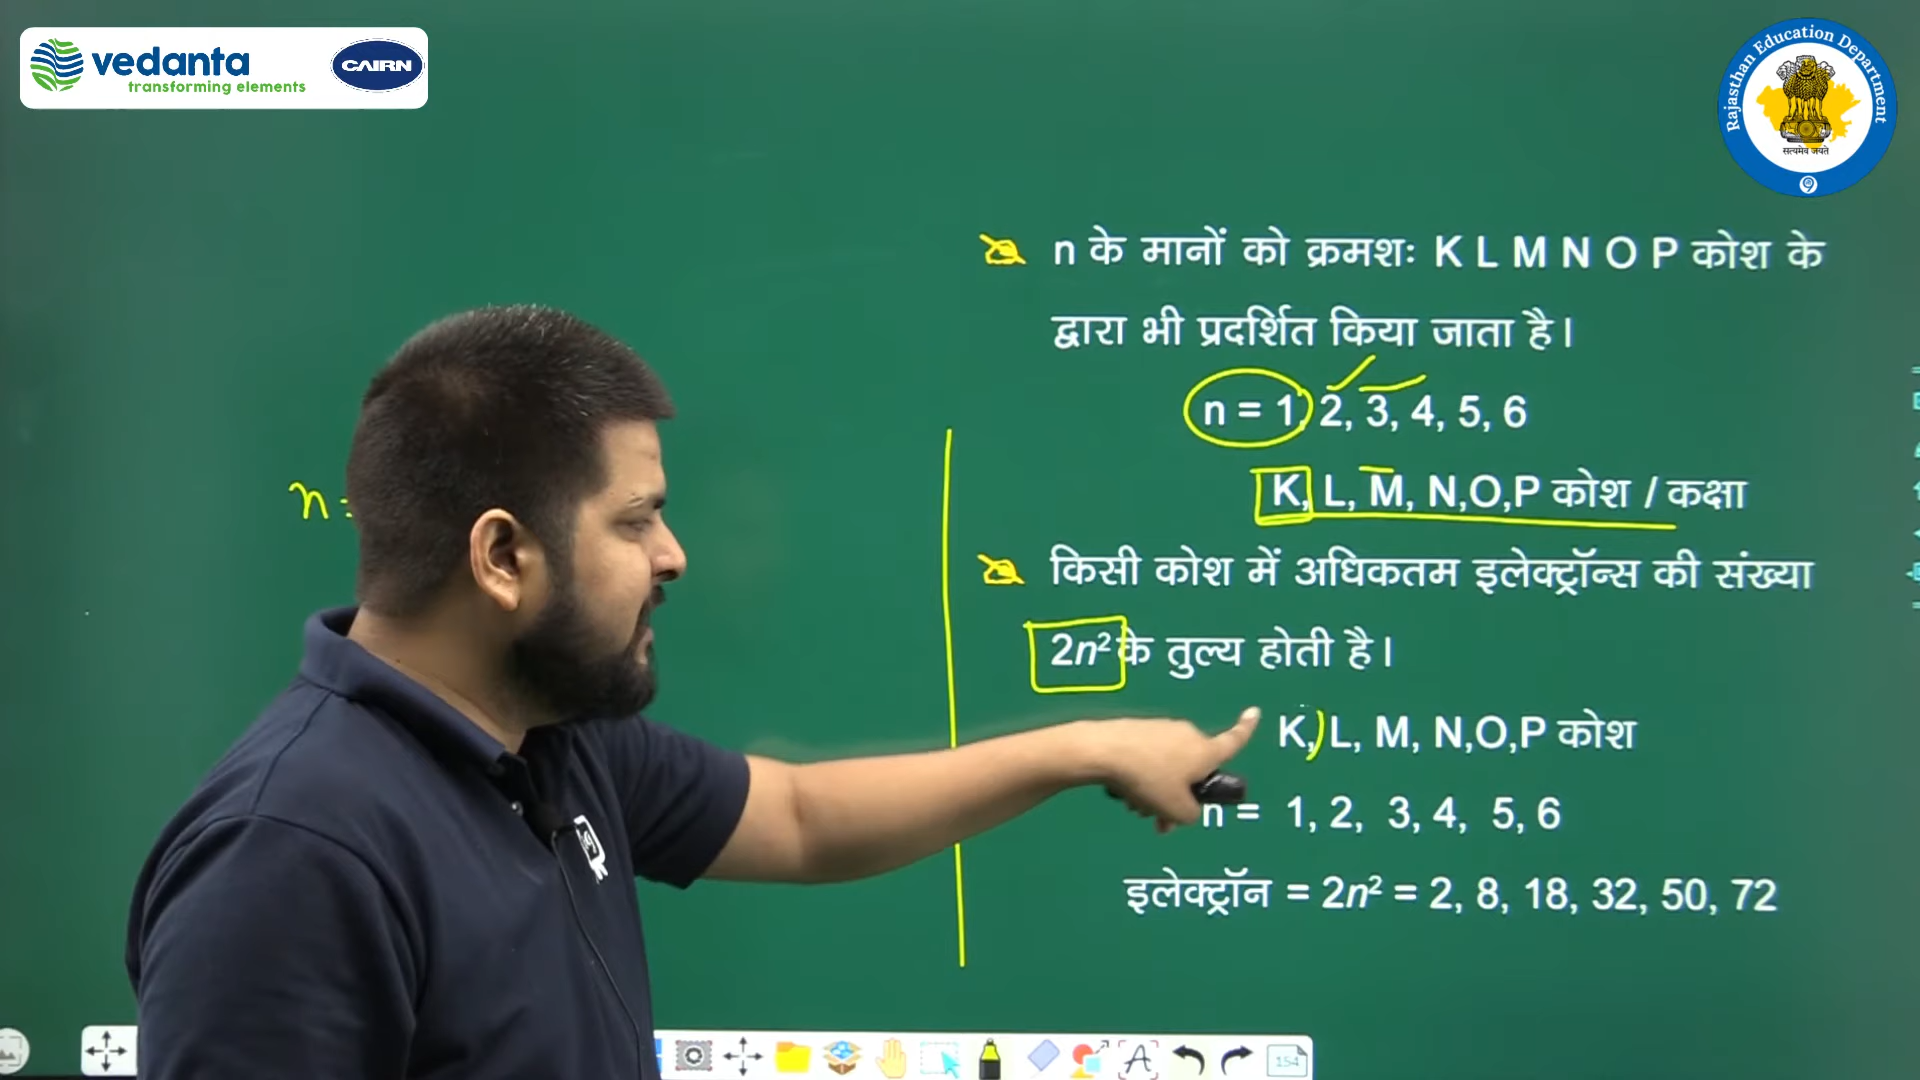 vedanta
transforming elements
CAIRN
Rajasthan Education Department
सत्यमेव जयते
n के मानों को क्रमशः K L M N O P कोश के
द्वारा भी प्रदर्शित किया जाता है।
n = 1, 2, 3, 4, 5, 6
K, L, M, N,O,P कोश / कक्षा
n =
किसी कोश में अधिकतम इलेक्ट्रॉन्स की संख्या
2n² के तुल्य होती है।
K, L, M, N,O,P कोश
n = 1, 2, 3, 4, 5, 6
इलेक्ट्रॉन = 2n² = 2, 8, 18, 32, 50, 72
A
154